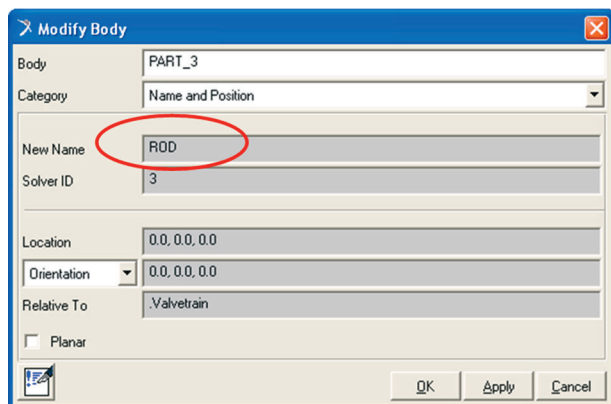 Modify Body
Body PART_3
Category Name and Position
New Name ROD
Solver ID 3
Location 0.0, 0.0, 0.0
Orientation 0.0, 0.0, 0.0
Relative To .Valvetrain
Planar
OK Apply Cancel